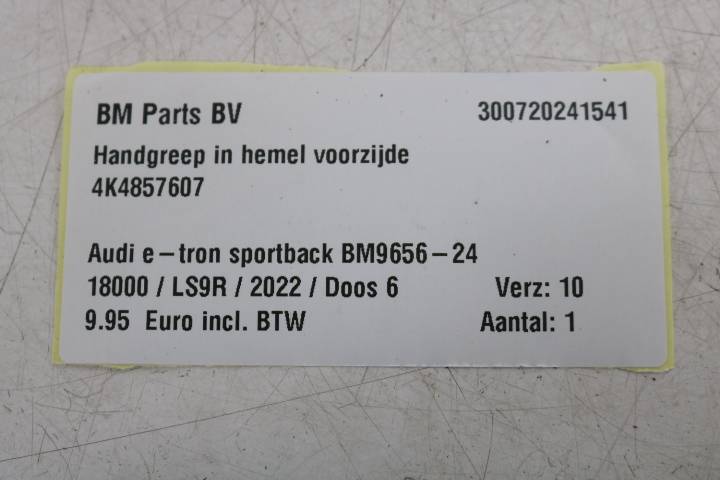 BM Parts BV 300720241541
Handgreep in hemel voorzijde
4K4857607
Audi e-tron sportback BM9656-24
18000 / LS9R / 2022 / Doos 6 Verz: 10
9.95 Euro incl. BTW Aantal: 1